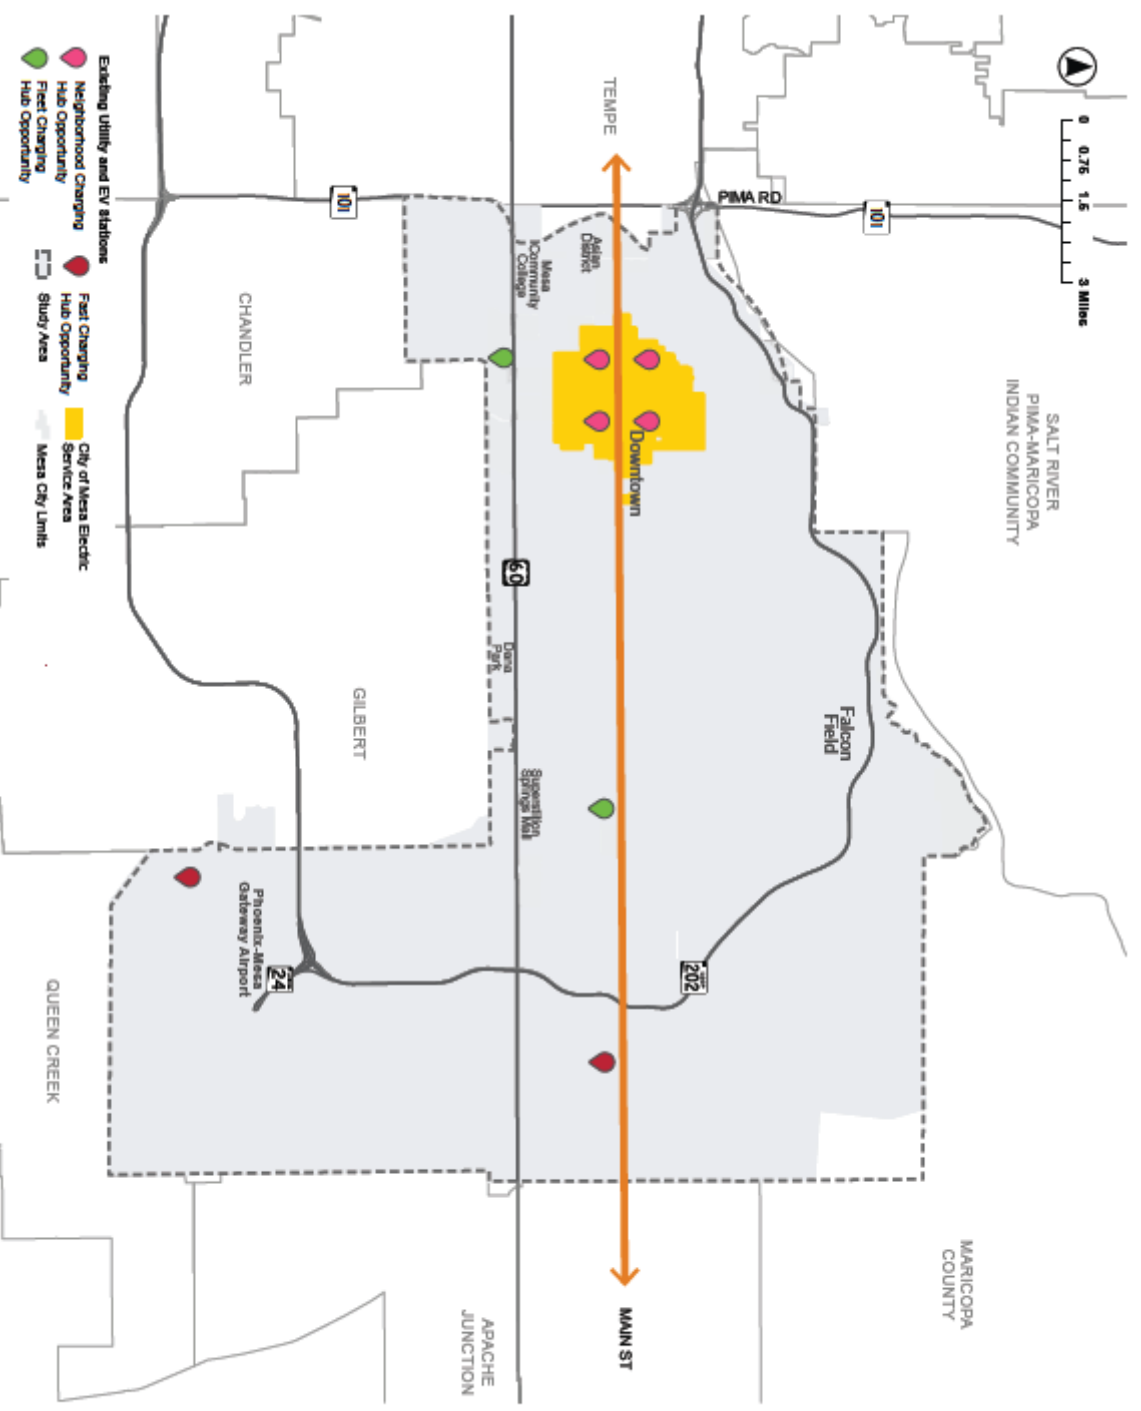 0 0.75 1.5 3 Miles
SALT RIVER
PIMA-MARICOPA
INDIAN COMMUNITY
MARICOPA
COUNTY
101
PIMA RD
TEMPE
MAIN ST
Falcon
Field
202
Downtown
Asian
District
Mesa
Community
College
60
Dana
Park
Superstition
Springs Mall
APACHE
JUNCTION
101
CHANDLER
GILBERT
24
Phoenix-Mesa
Gateway Airport
QUEEN CREEK
Existing Utility and EV Stations
Neighborhood Charging
Hub Opportunity
Fleet Charging
Hub Opportunity
Fast Charging
Hub Opportunity
Study Area
City of Mesa Electric
Service Area
Mesa City Limits